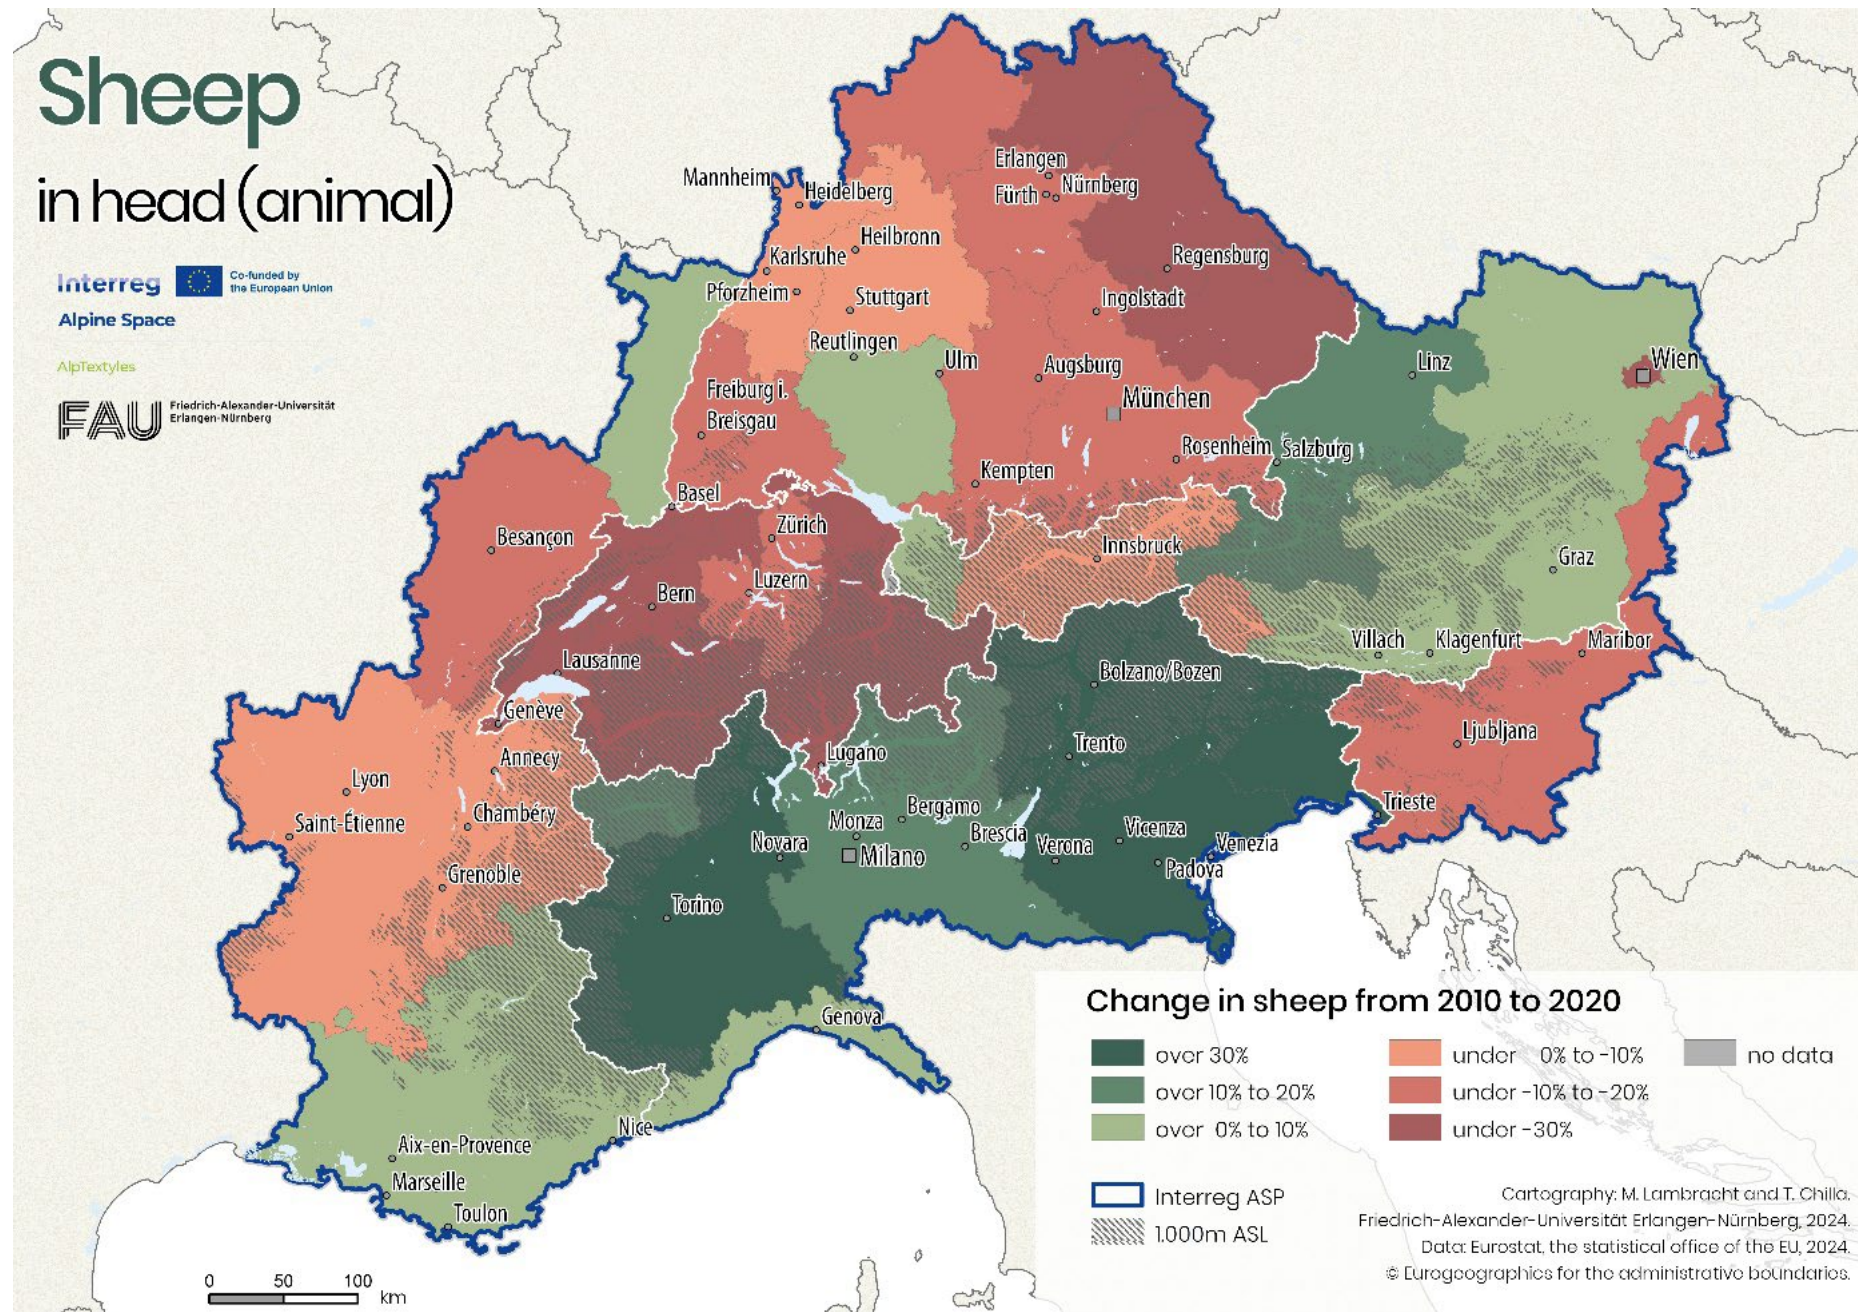 Sheep
in head (animal)
Interreg
Co-funded by
the European Union
Alpine Space
AlpTextyles
FAU
Friedrich-Alexander-Universität
Erlangen-Nürnberg
Mannheim
Heidelberg
Erlangen
Fürth
Nürnberg
Heilbronn
Karlsruhe
Regensburg
Pforzheim
Stuttgart
Ingolstadt
Reutlingen
Ulm
Augsburg
Linz
Wien
Freiburg i.
Breisgau
München
Rosenheim
Salzburg
Kempten
Basel
Zürich
Besançon
Innsbruck
Graz
Luzern
Bern
Villach
Klagenfurt
Maribor
Lausanne
Bolzano/Bozen
Genève
Ljubljana
Annecy
Lugano
Trento
Lyon
Chambéry
Saint-Étienne
Bergamo
Monza
Brescia
Trieste
Novara
Milano
Verona
Vicenza
Venezia
Padova
Grenoble
Torino
Genova
Nice
Aix-en-Provence
Marseille
Toulon
Change in sheep from 2010 to 2020
over 30%
over 10% to 20%
over 0% to 10%
under 0% to -10%
under -10% to -20%
under -30%
no data
Interreg ASP
1.000m ASL
Cartography: M. Lambracht and T. Chilla.
Friedrich-Alexander-Universität Erlangen-Nürnberg, 2024.
Data: Eurostat, the statistical office of the EU, 2024.
© Eurogeographics for the administrative boundaries.
0 50 100
km